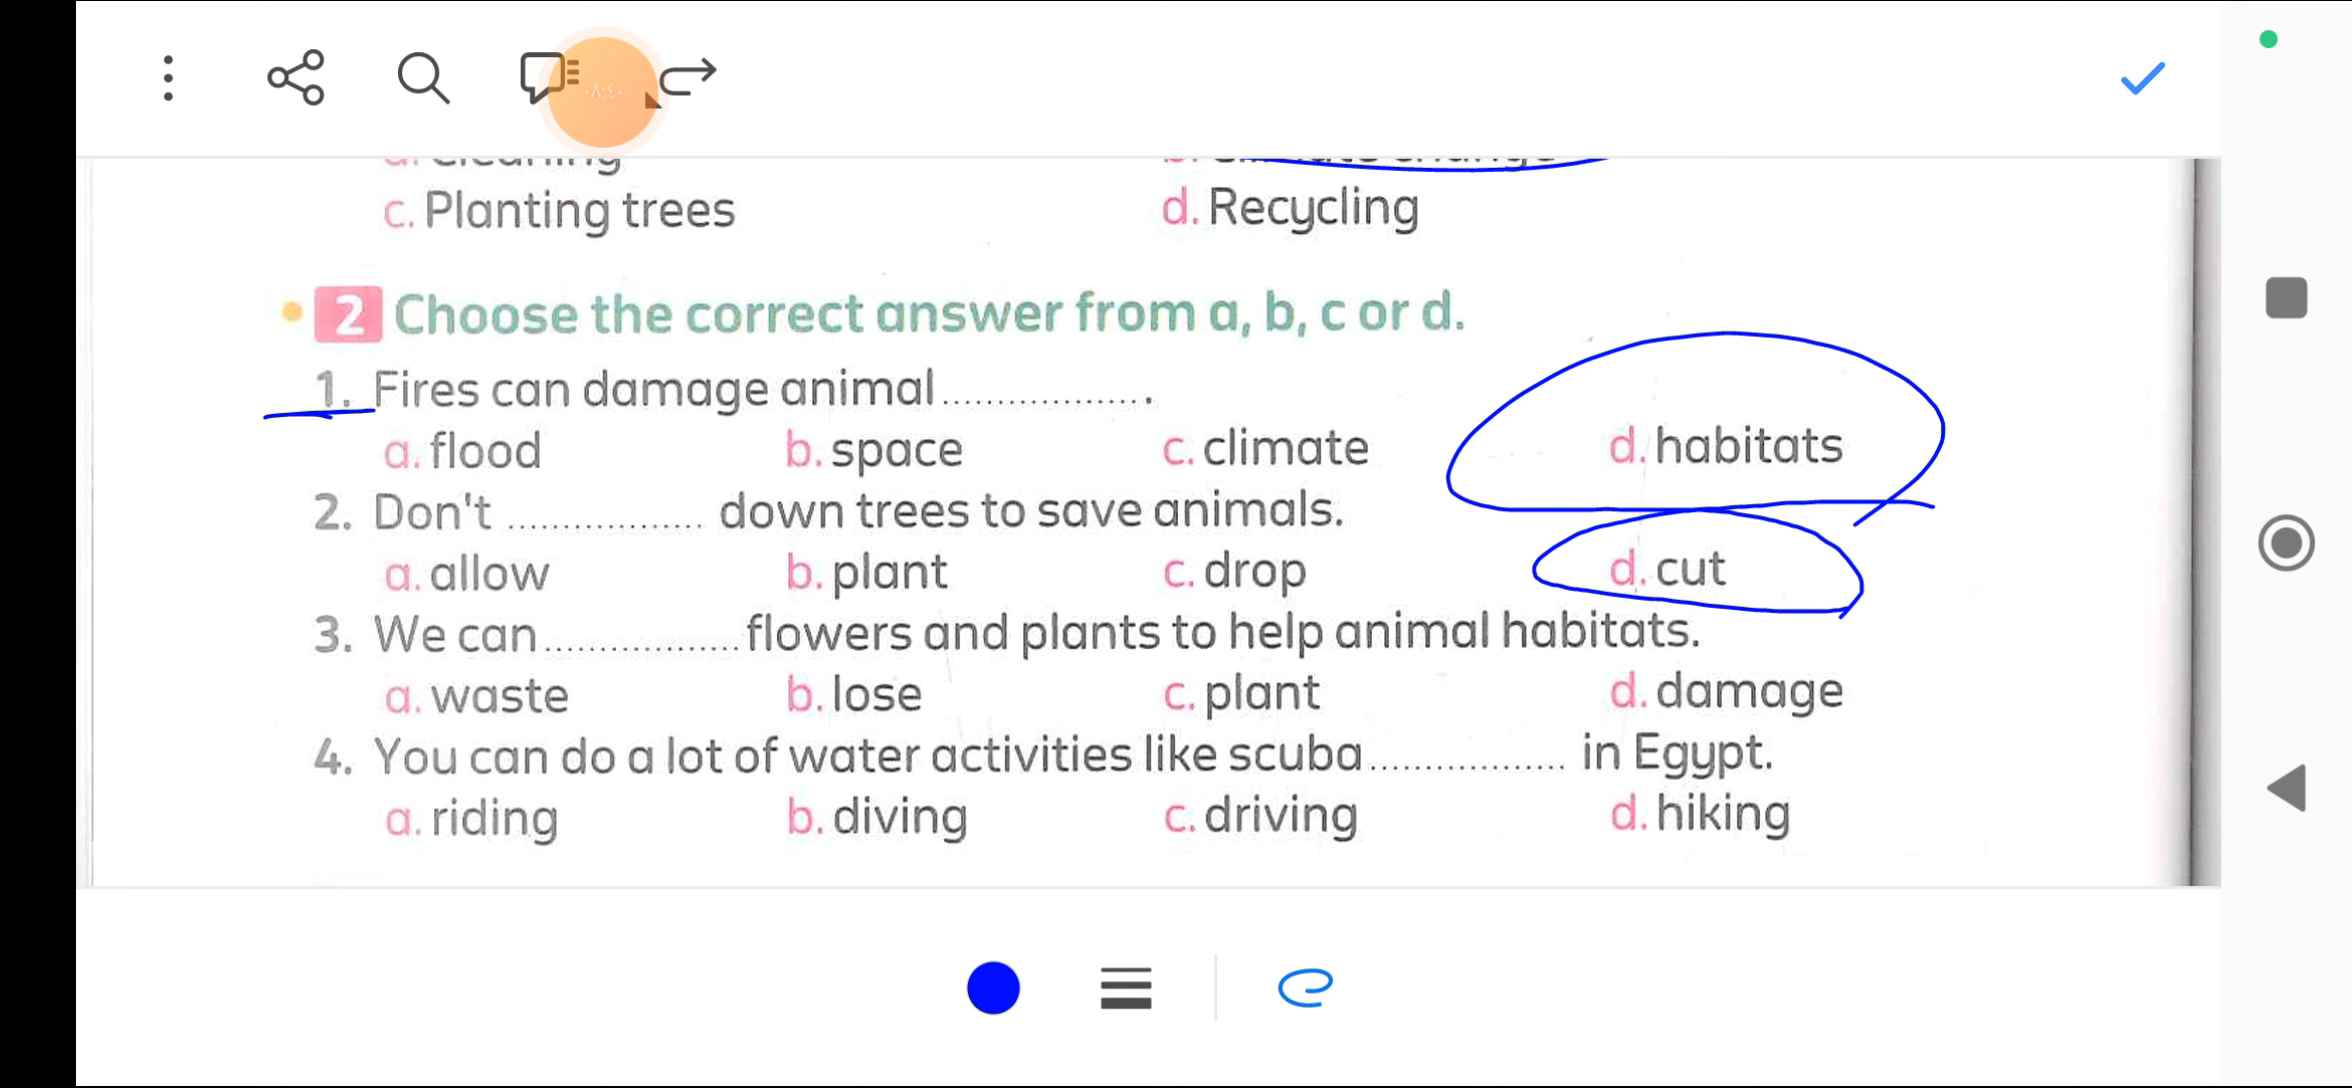 a. Cleaning b. Climate change
c. Planting trees d. Recycling
2 Choose the correct answer from a, b, c or d.
1. Fires can damage animal .................. .
a. flood b. space c. climate d. habitats
2. Don't .................. down trees to save animals.
a. allow b. plant c. drop d. cut
3. We can .................. flowers and plants to help animal habitats.
a. waste b. lose c. plant d. damage
4. You can do a lot of water activities like scuba .................. in Egypt.
a. riding b. diving c. driving d. hiking